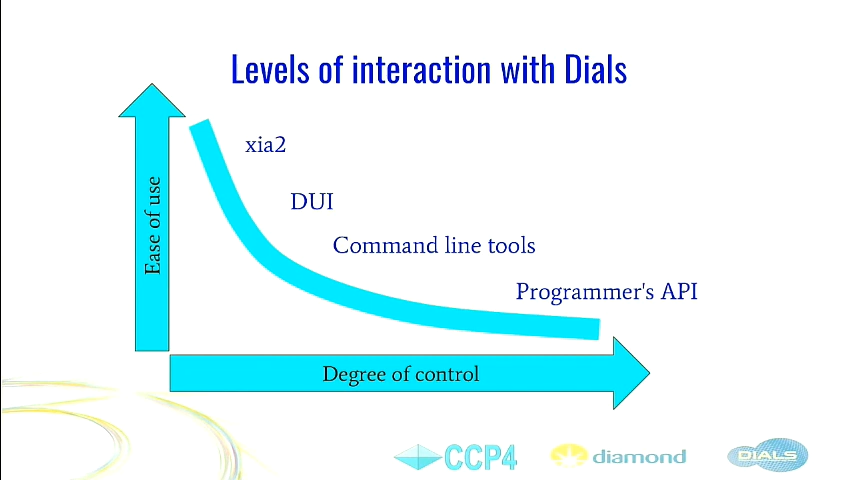 Levels of interaction with Dials
xia2
DUI
Command line tools
Programmer's API
Ease of use
Degree of control
CCP4
diamond
DIALS